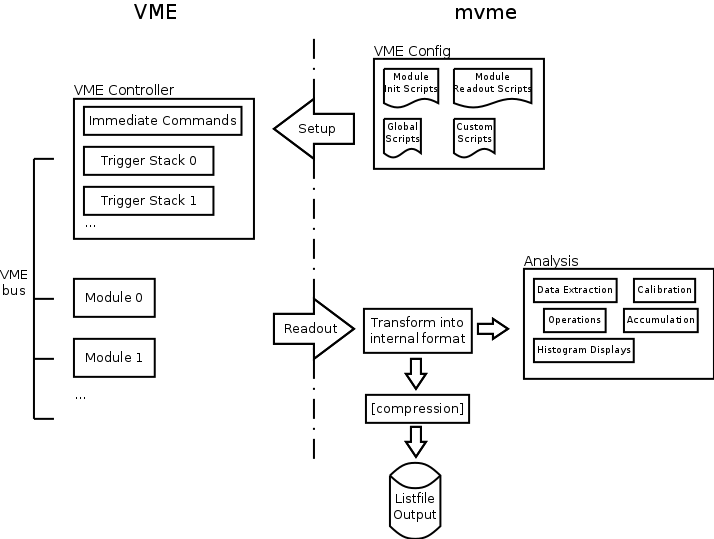 VME
mvme
VME Config
Module
Init Scripts
Module
Readout Scripts
Global
Scripts
Custom
Scripts
VME Controller
Immediate Commands
Trigger Stack 0
Trigger Stack 1
...
Setup
VME
bus
Module 0
Module 1
...
Readout
Transform into
internal format
[compression]
Listfile
Output
Analysis
Data Extraction
Calibration
Operations
Accumulation
Histogram Displays